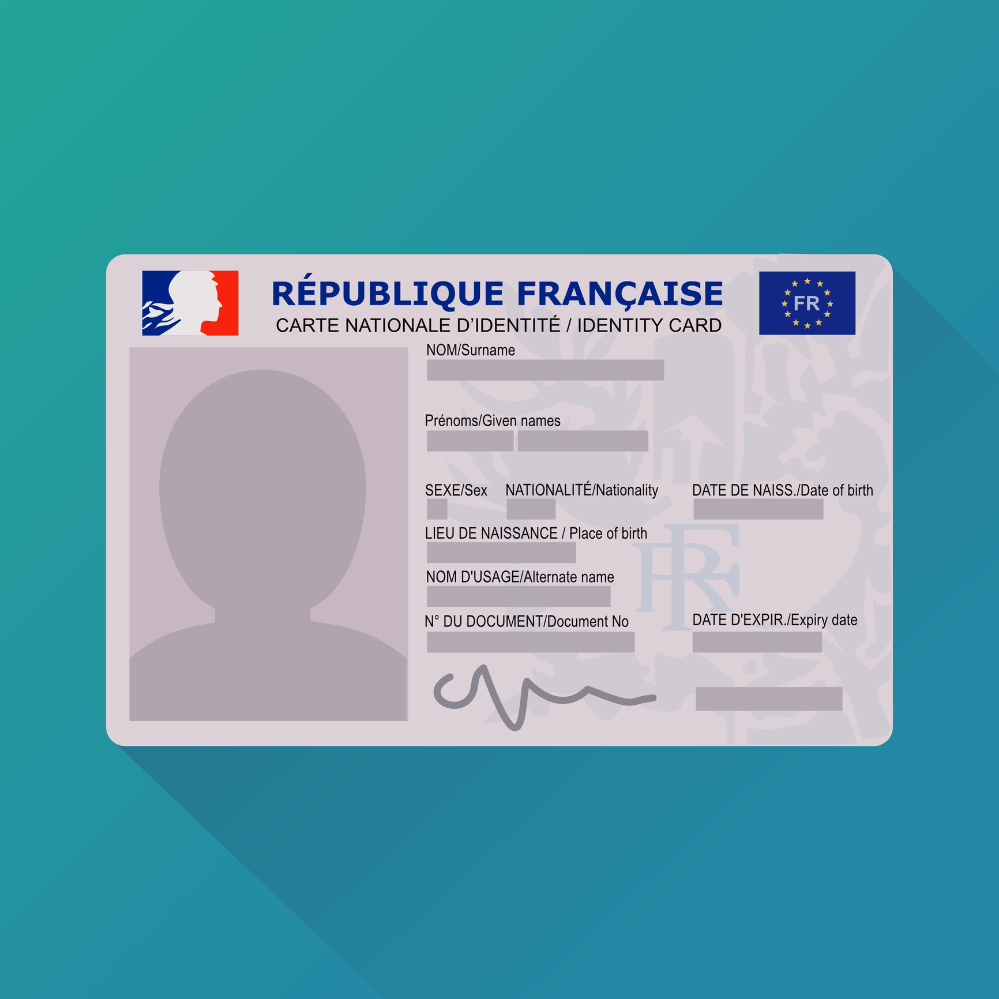 RÉPUBLIQUE FRANÇAISE
CARTE NATIONALE D’IDENTITÉ / IDENTITY CARD
FR
NOM/Surname
Prénoms/Given names
SEXE/Sex NATIONALITÉ/Nationality DATE DE NAISS./Date of birth
LIEU DE NAISSANCE / Place of birth
RF
NOM D'USAGE/Alternate name
N° DU DOCUMENT/Document No DATE D'EXPIR./Expiry date